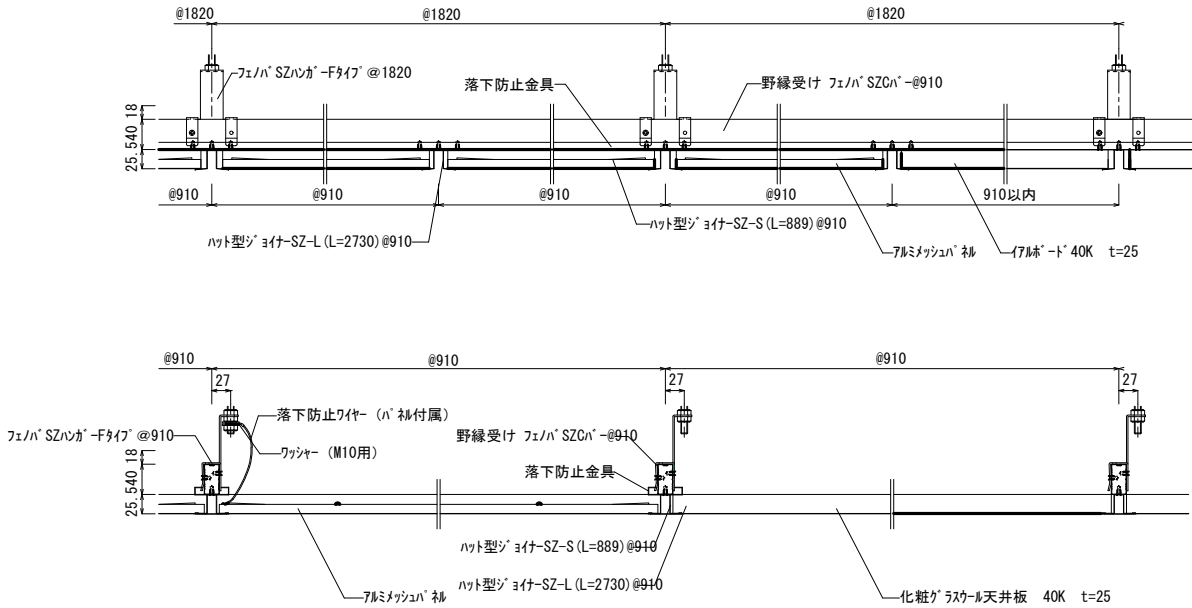 @1820
@1820
@1820
フェノバSZハンガーFタイプ @1820
落下防止金具
野縁受け フェノバSZCバー@910
18
40
25.5
@910
@910
@910
@910
910以内
ハット型ジョイナーSZ-L(L=2730)@910
ハット型ジョイナーSZ-S(L=889)@910
アルミメッシュパネル
イアルボード40K t=25
@910
@910
@910
27
27
27
落下防止ワイヤー (パネル付属)
フェノバSZハンガーFタイプ @910
ワッシャー (M10用)
野縁受け フェノバSZCバー@910
落下防止金具
18
40
25.5
ハット型ジョイナーSZ-S(L=889)@910
ハット型ジョイナーSZ-L(L=2730)@910
アルミメッシュパネル
化粧グラスウール天井板 40K t=25